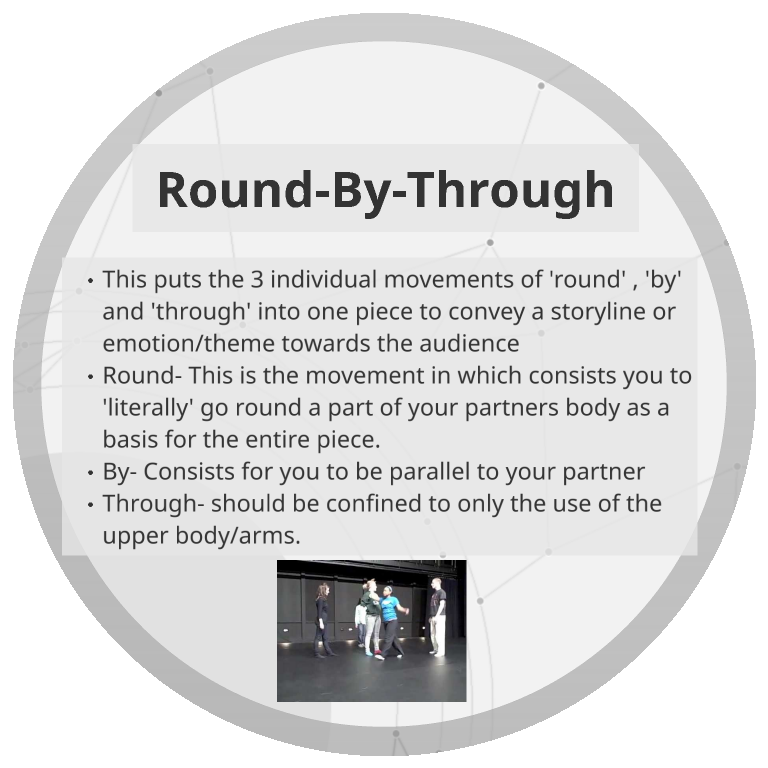 Round-By-Through
• This puts the 3 individual movements of 'round' , 'by'
and 'through' into one piece to convey a storyline or
emotion/theme towards the audience
• Round- This is the movement in which consists you to
'literally' go round a part of your partners body as a
basis for the entire piece.
• By- Consists for you to be parallel to your partner
• Through- should be confined to only the use of the
upper body/arms.